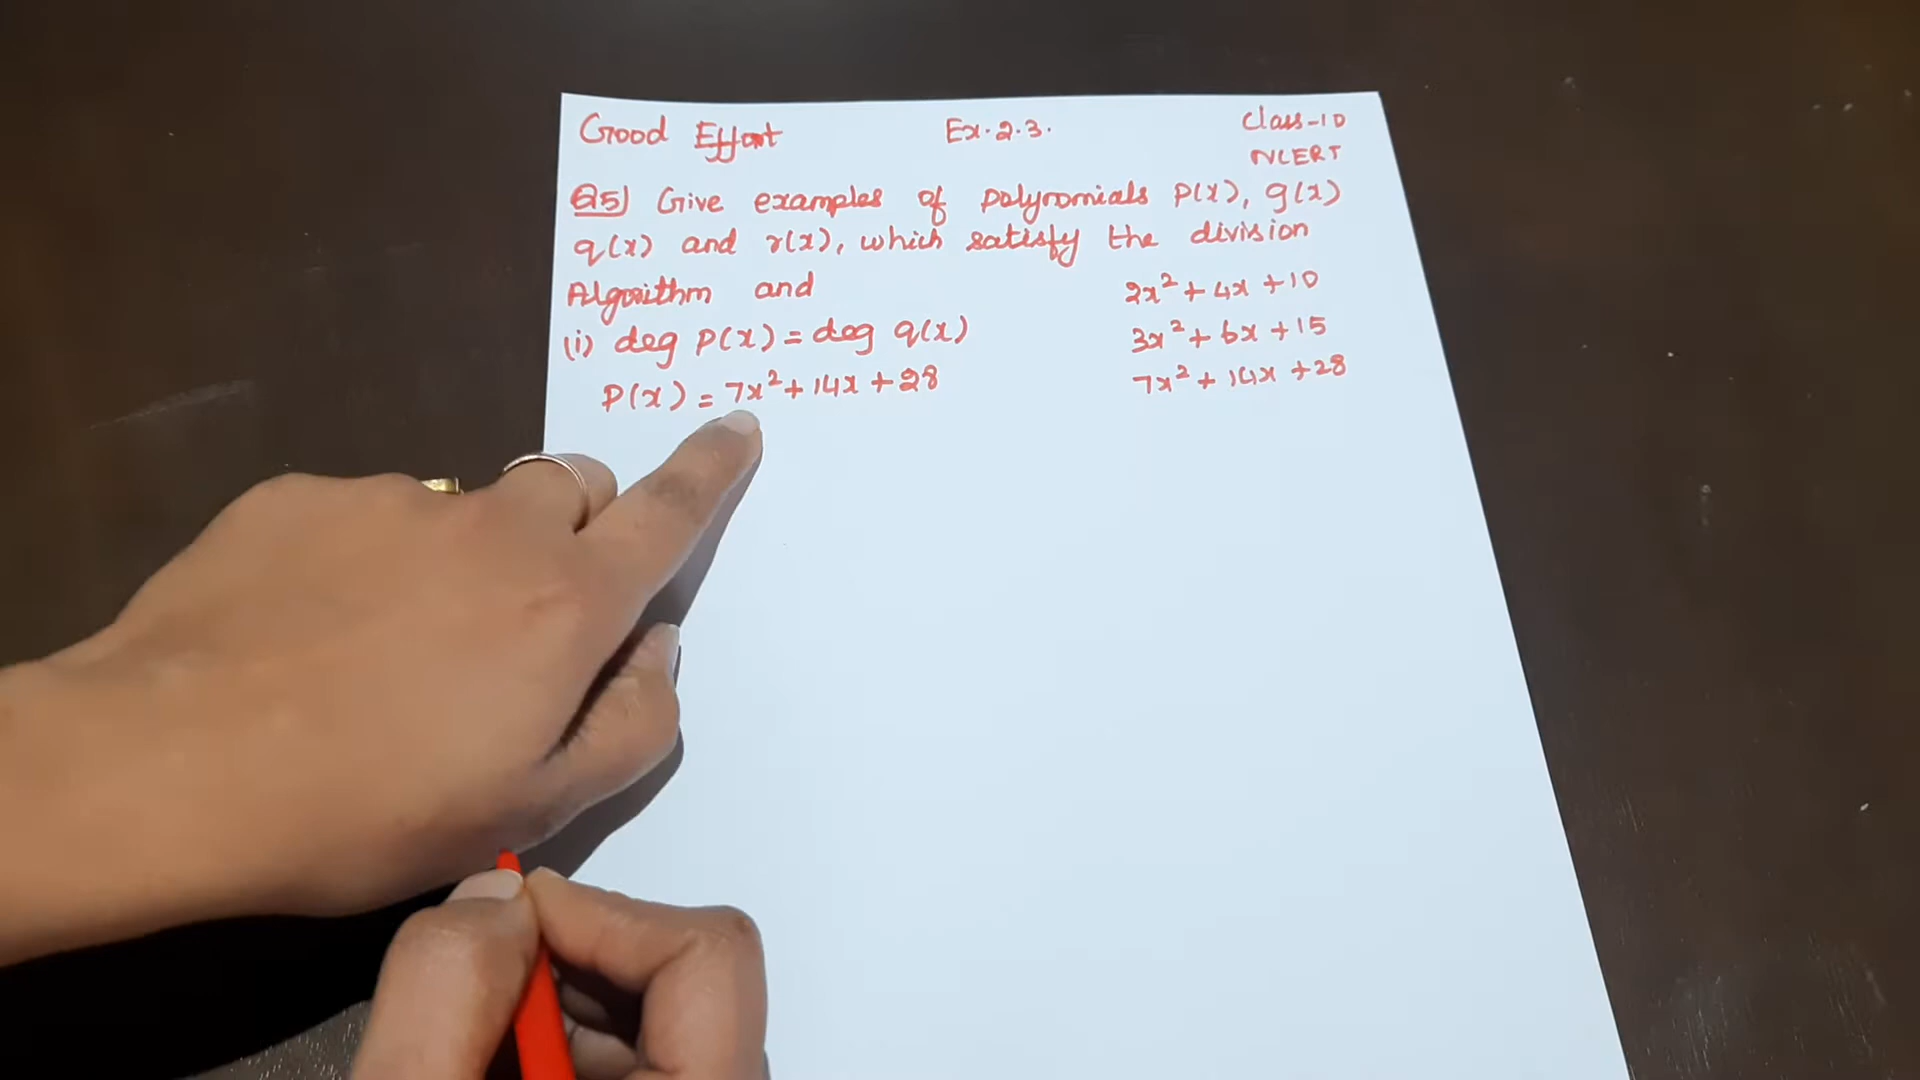 Good Effort
Ex.2.3.
Class-10
NCERT
Q5) Give examples of polynomials P(x), g(x)
q(x) and r(x), which satisfy the division
Algorithm and
(i) deg P(x) = deg q(x)
P(x) = 7x² + 14x + 28
2x² + 4x + 10
3x² + 6x + 15
7x² + 14x + 28